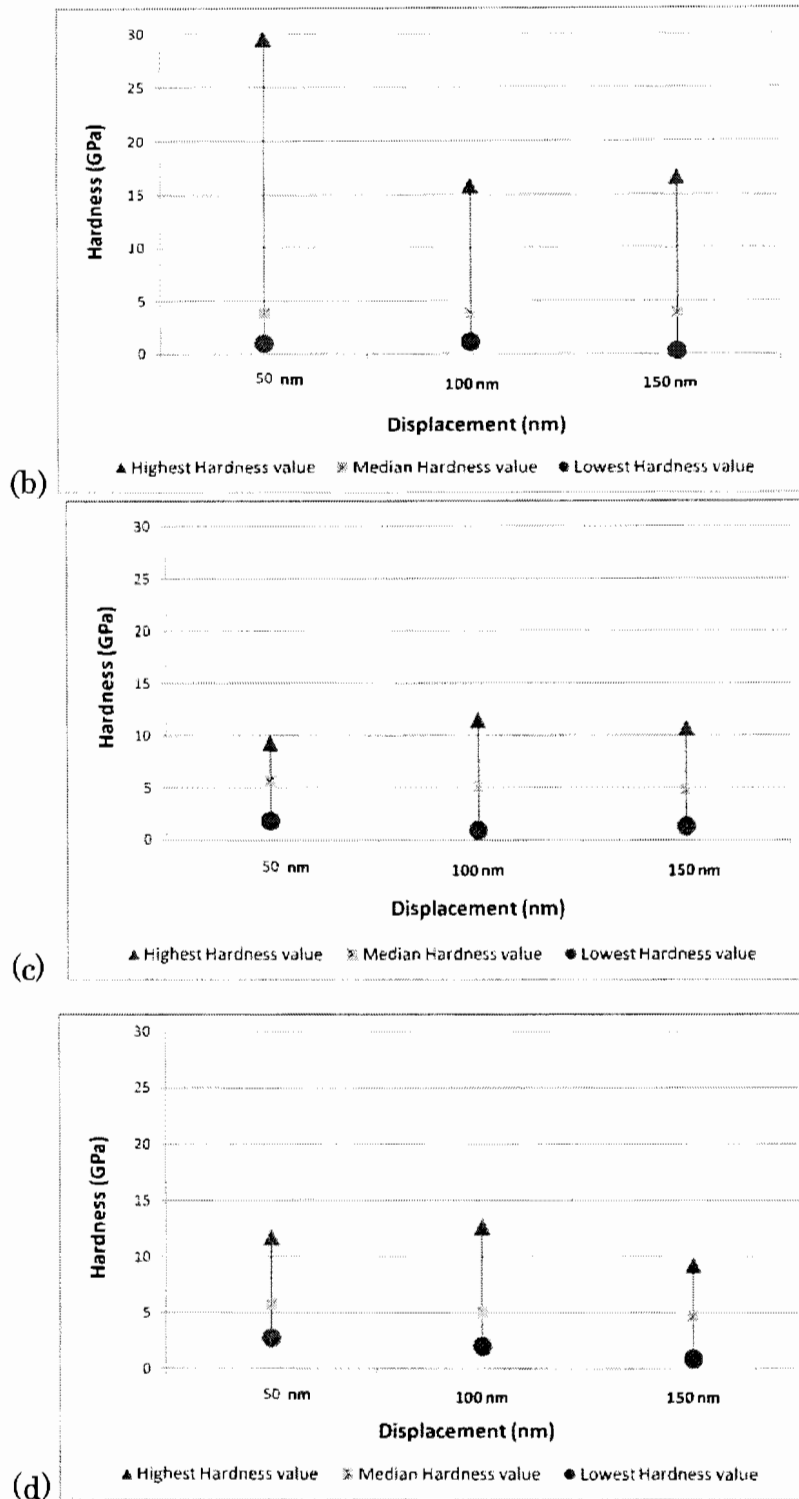 30
25
20
15
10
5
0
Hardness (GPa)
50 nm 100 nm 150 nm
Displacement (nm)
▲ Highest Hardness value ※ Median Hardness value ● Lowest Hardness value
(b)
30
25
20
15
10
5
0
Hardness (GPa)
50 nm 100 nm 150 nm
Displacement (nm)
▲ Highest Hardness value ※ Median Hardness value ● Lowest Hardness value
(c)
30
25
20
15
10
5
0
Hardness (GPa)
50 nm 100 nm 150 nm
Displacement (nm)
▲ Highest Hardness value ※ Median Hardness value ● Lowest Hardness value
(d)